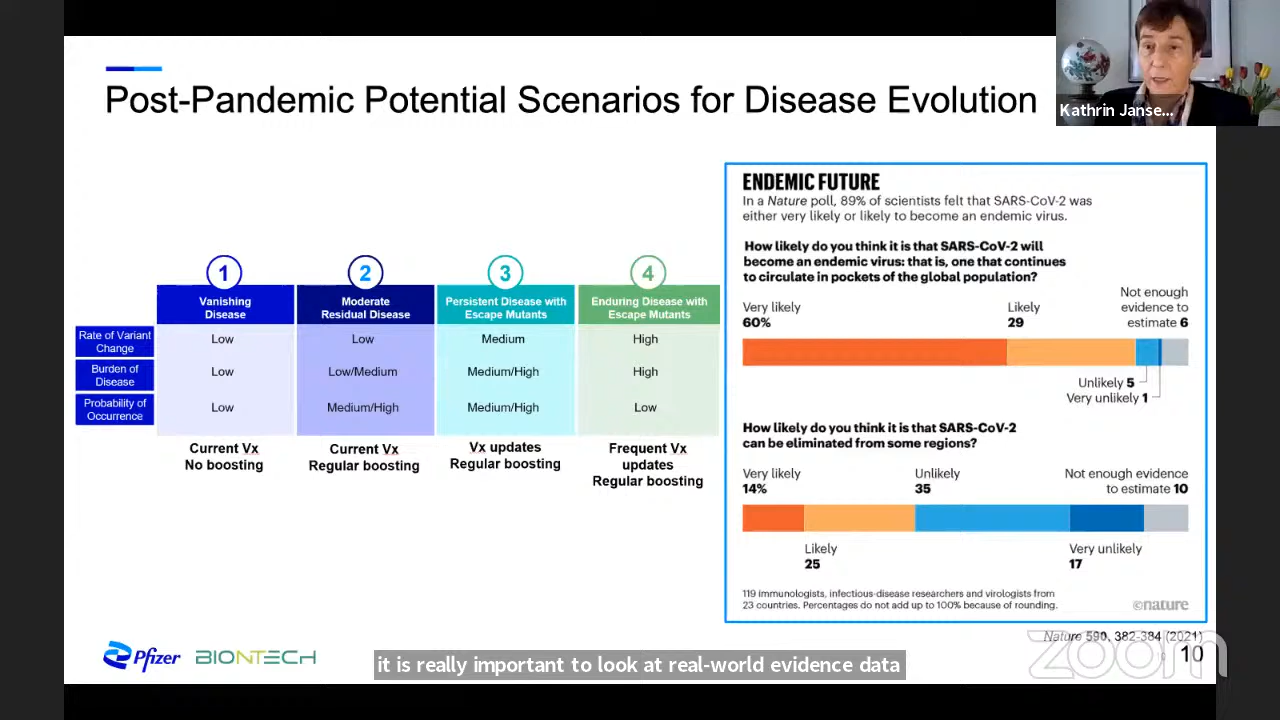 Post-Pandemic Potential Scenarios for Disease Evolution
Kathrin Janse...
1
2
3
4
Vanishing
Disease
Moderate
Residual Disease
Persistent Disease with
Escape Mutants
Enduring Disease with
Escape Mutants
Rate of Variant
Change
Low
Low
Medium
High
Burden of
Disease
Low
Low/Medium
Medium/High
High
Probability of
Occurrence
Low
Medium/High
Medium/High
Low
Current Vx
No boosting
Current Vx
Regular boosting
Vx updates
Regular boosting
Frequent Vx
updates
Regular boosting
ENDEMIC FUTURE
In a Nature poll, 89% of scientists felt that SARS-CoV-2 was
either very likely or likely to become an endemic virus.
How likely do you think it is that SARS-CoV-2 will
become an endemic virus: that is, one that continues
to circulate in pockets of the global population?
Very likely
60%
Likely
29
Not enough
evidence to
estimate 6
Unlikely 5
Very unlikely 1
How likely do you think it is that SARS-CoV-2
can be eliminated from some regions?
Very likely
14%
Unlikely
35
Not enough evidence
to estimate 10
Likely
25
Very unlikely
17
119 immunologists, infectious-disease researchers and virologists from
23 countries. Percentages do not add up to 100% because of rounding.
©nature
Nature 590, 382-384 (2021)
Pfizer
BIONTECH
it is really important to look at real-world evidence data
zoom
10